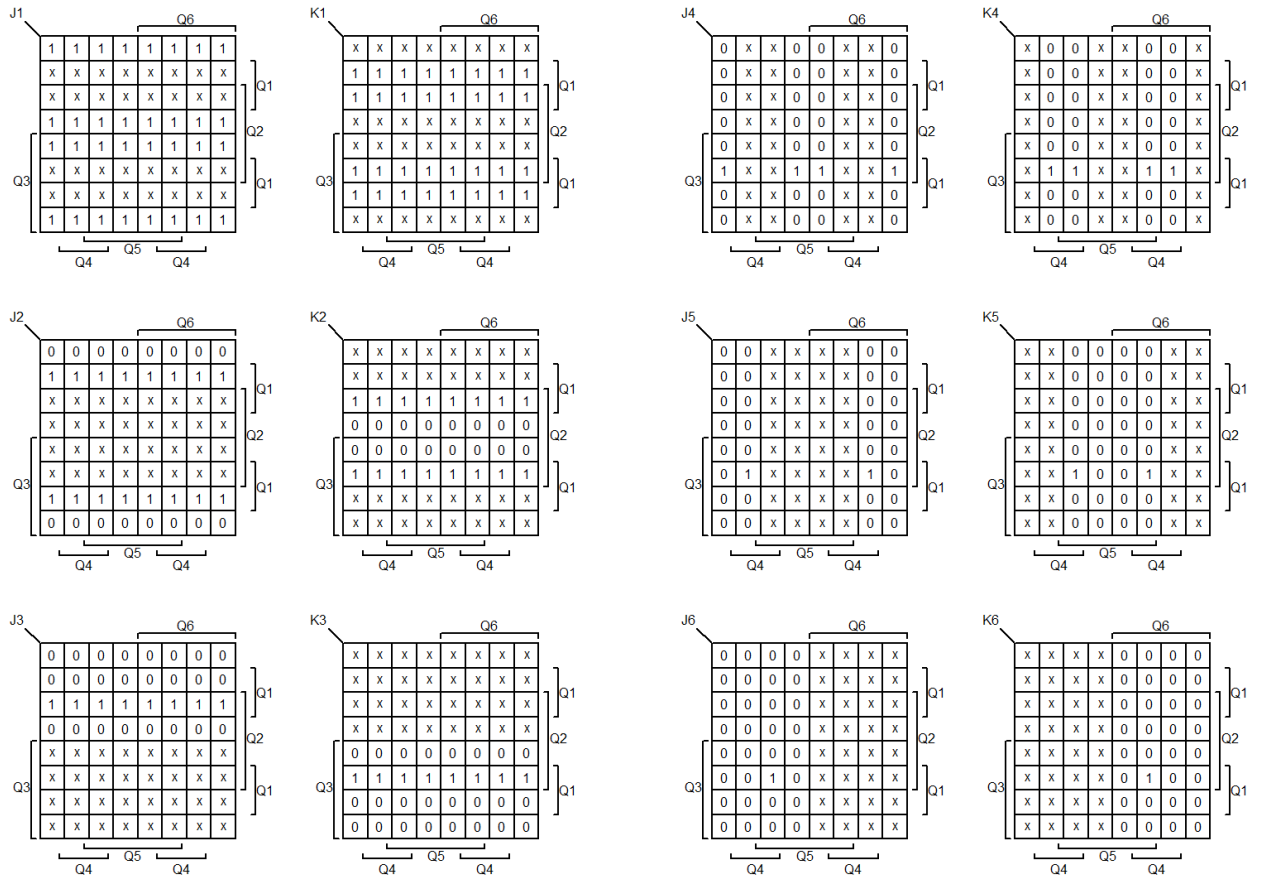 J1
Q6
1 1 1 1 1 1 1 1
x x x x x x x x
Q1
x x x x x x x x
1 1 1 1 1 1 1 1
Q2
1 1 1 1 1 1 1 1
x x x x x x x x
Q3
Q1
x x x x x x x x
1 1 1 1 1 1 1 1
Q5
Q4 Q4
K1
Q6
x x x x x x x x
1 1 1 1 1 1 1 1
Q1
1 1 1 1 1 1 1 1
x x x x x x x x
Q2
x x x x x x x x
1 1 1 1 1 1 1 1
Q3
Q1
1 1 1 1 1 1 1 1
x x x x x x x x
Q5
Q4 Q4
J4
Q6
0 x x 0 0 x x 0
0 x x 0 0 x x 0
Q1
0 x x 0 0 x x 0
0 x x 0 0 x x 0
Q2
0 x x 0 0 x x 0
1 x x 1 1 x x 1
Q3
Q1
0 x x 0 0 x x 0
0 x x 0 0 x x 0
Q5
Q4 Q4
K4
Q6
x 0 0 x x 0 0 x
x 0 0 x x 0 0 x
Q1
x 0 0 x x 0 0 x
x 0 0 x x 0 0 x
Q2
x 0 0 x x 0 0 x
x 1 1 x x 1 1 x
Q3
Q1
x 0 0 x x 0 0 x
x 0 0 x x 0 0 x
Q5
Q4 Q4
J2
Q6
0 0 0 0 0 0 0 0
1 1 1 1 1 1 1 1
Q1
x x x x x x x x
x x x x x x x x
Q2
x x x x x x x x
x x x x x x x x
Q3
Q1
1 1 1 1 1 1 1 1
0 0 0 0 0 0 0 0
Q5
Q4 Q4
K2
Q6
x x x x x x x x
x x x x x x x x
Q1
1 1 1 1 1 1 1 1
0 0 0 0 0 0 0 0
Q2
0 0 0 0 0 0 0 0
1 1 1 1 1 1 1 1
Q3
Q1
x x x x x x x x
x x x x x x x x
Q5
Q4 Q4
J5
Q6
0 0 x x x x 0 0
0 0 x x x x 0 0
Q1
0 0 x x x x 0 0
0 0 x x x x 0 0
Q2
0 0 x x x x 0 0
0 1 x x x x 1 0
Q3
Q1
0 0 x x x x 0 0
0 0 x x x x 0 0
Q5
Q4 Q4
K5
Q6
x x 0 0 0 0 x x
x x 0 0 0 0 x x
Q1
x x 0 0 0 0 x x
x x 0 0 0 0 x x
Q2
x x 0 0 0 0 x x
x x 1 0 0 1 x x
Q3
Q1
x x 0 0 0 0 x x
x x 0 0 0 0 x x
Q5
Q4 Q4
J3
Q6
0 0 0 0 0 0 0 0
0 0 0 0 0 0 0 0
Q1
1 1 1 1 1 1 1 1
0 0 0 0 0 0 0 0
Q2
x x x x x x x x
x x x x x x x x
Q3
Q1
x x x x x x x x
x x x x x x x x
Q5
Q4 Q4
K3
Q6
x x x x x x x x
x x x x x x x x
Q1
x x x x x x x x
x x x x x x x x
Q2
0 0 0 0 0 0 0 0
1 1 1 1 1 1 1 1
Q3
Q1
0 0 0 0 0 0 0 0
0 0 0 0 0 0 0 0
Q5
Q4 Q4
J6
Q6
0 0 0 0 x x x x
0 0 0 0 x x x x
Q1
0 0 0 0 x x x x
0 0 0 0 x x x x
Q2
0 0 0 0 x x x x
0 0 1 0 x x x x
Q3
Q1
0 0 0 0 x x x x
0 0 0 0 x x x x
Q5
Q4 Q4
K6
Q6
x x x x 0 0 0 0
x x x x 0 0 0 0
Q1
x x x x 0 0 0 0
x x x x 0 0 0 0
Q2
x x x x 0 0 0 0
x x x x 0 1 0 0
Q3
Q1
x x x x 0 0 0 0
x x x x 0 0 0 0
Q5
Q4 Q4